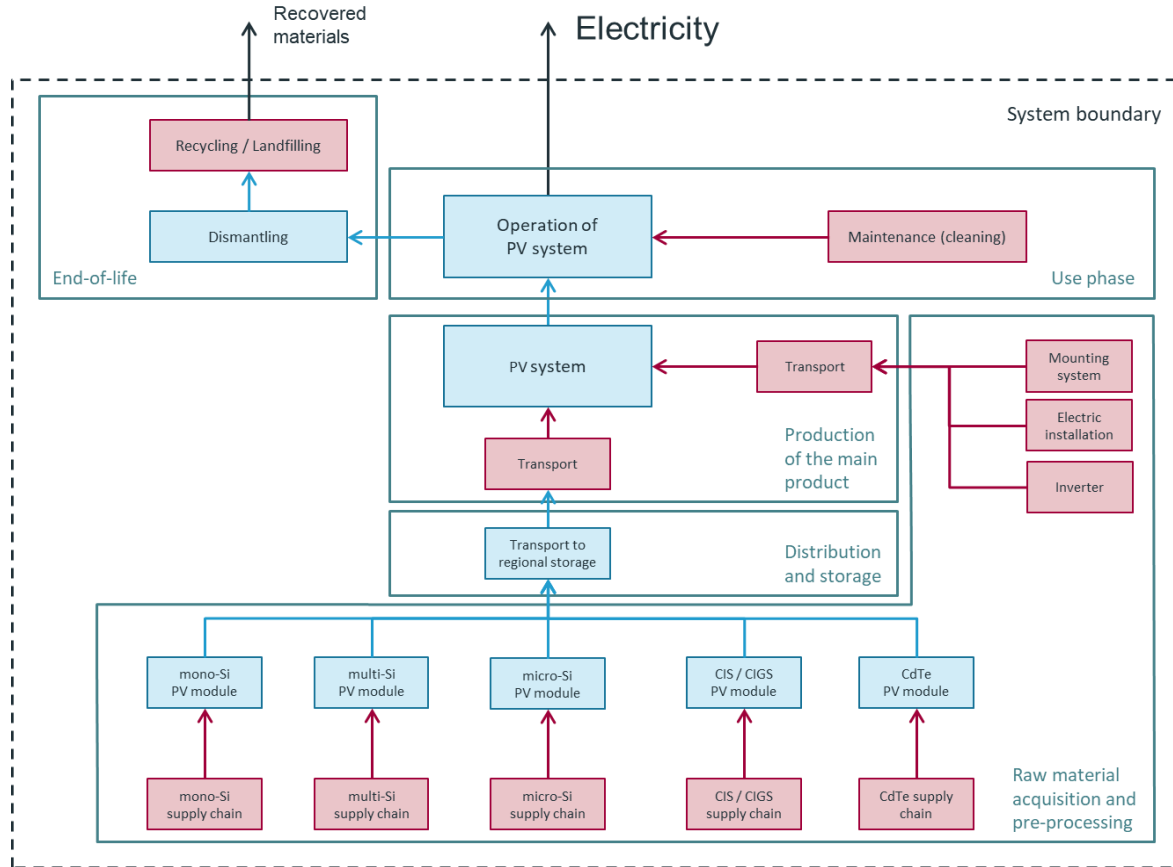 Recovered
materials
Electricity
System boundary
Recycling / Landfilling
Dismantling
End-of-life
Operation of
PV system
Maintenance (cleaning)
Use phase
PV system
Transport
Transport
Production
of the main
product
Mounting
system
Electric
installation
Inverter
Transport to
regional storage
Distribution
and storage
mono-Si
PV module
multi-Si
PV module
micro-Si
PV module
CIS / CIGS
PV module
CdTe
PV module
mono-Si
supply chain
multi-Si
supply chain
micro-Si
supply chain
CIS / CIGS
supply chain
CdTe supply
chain
Raw material
acquisition and
pre-processing